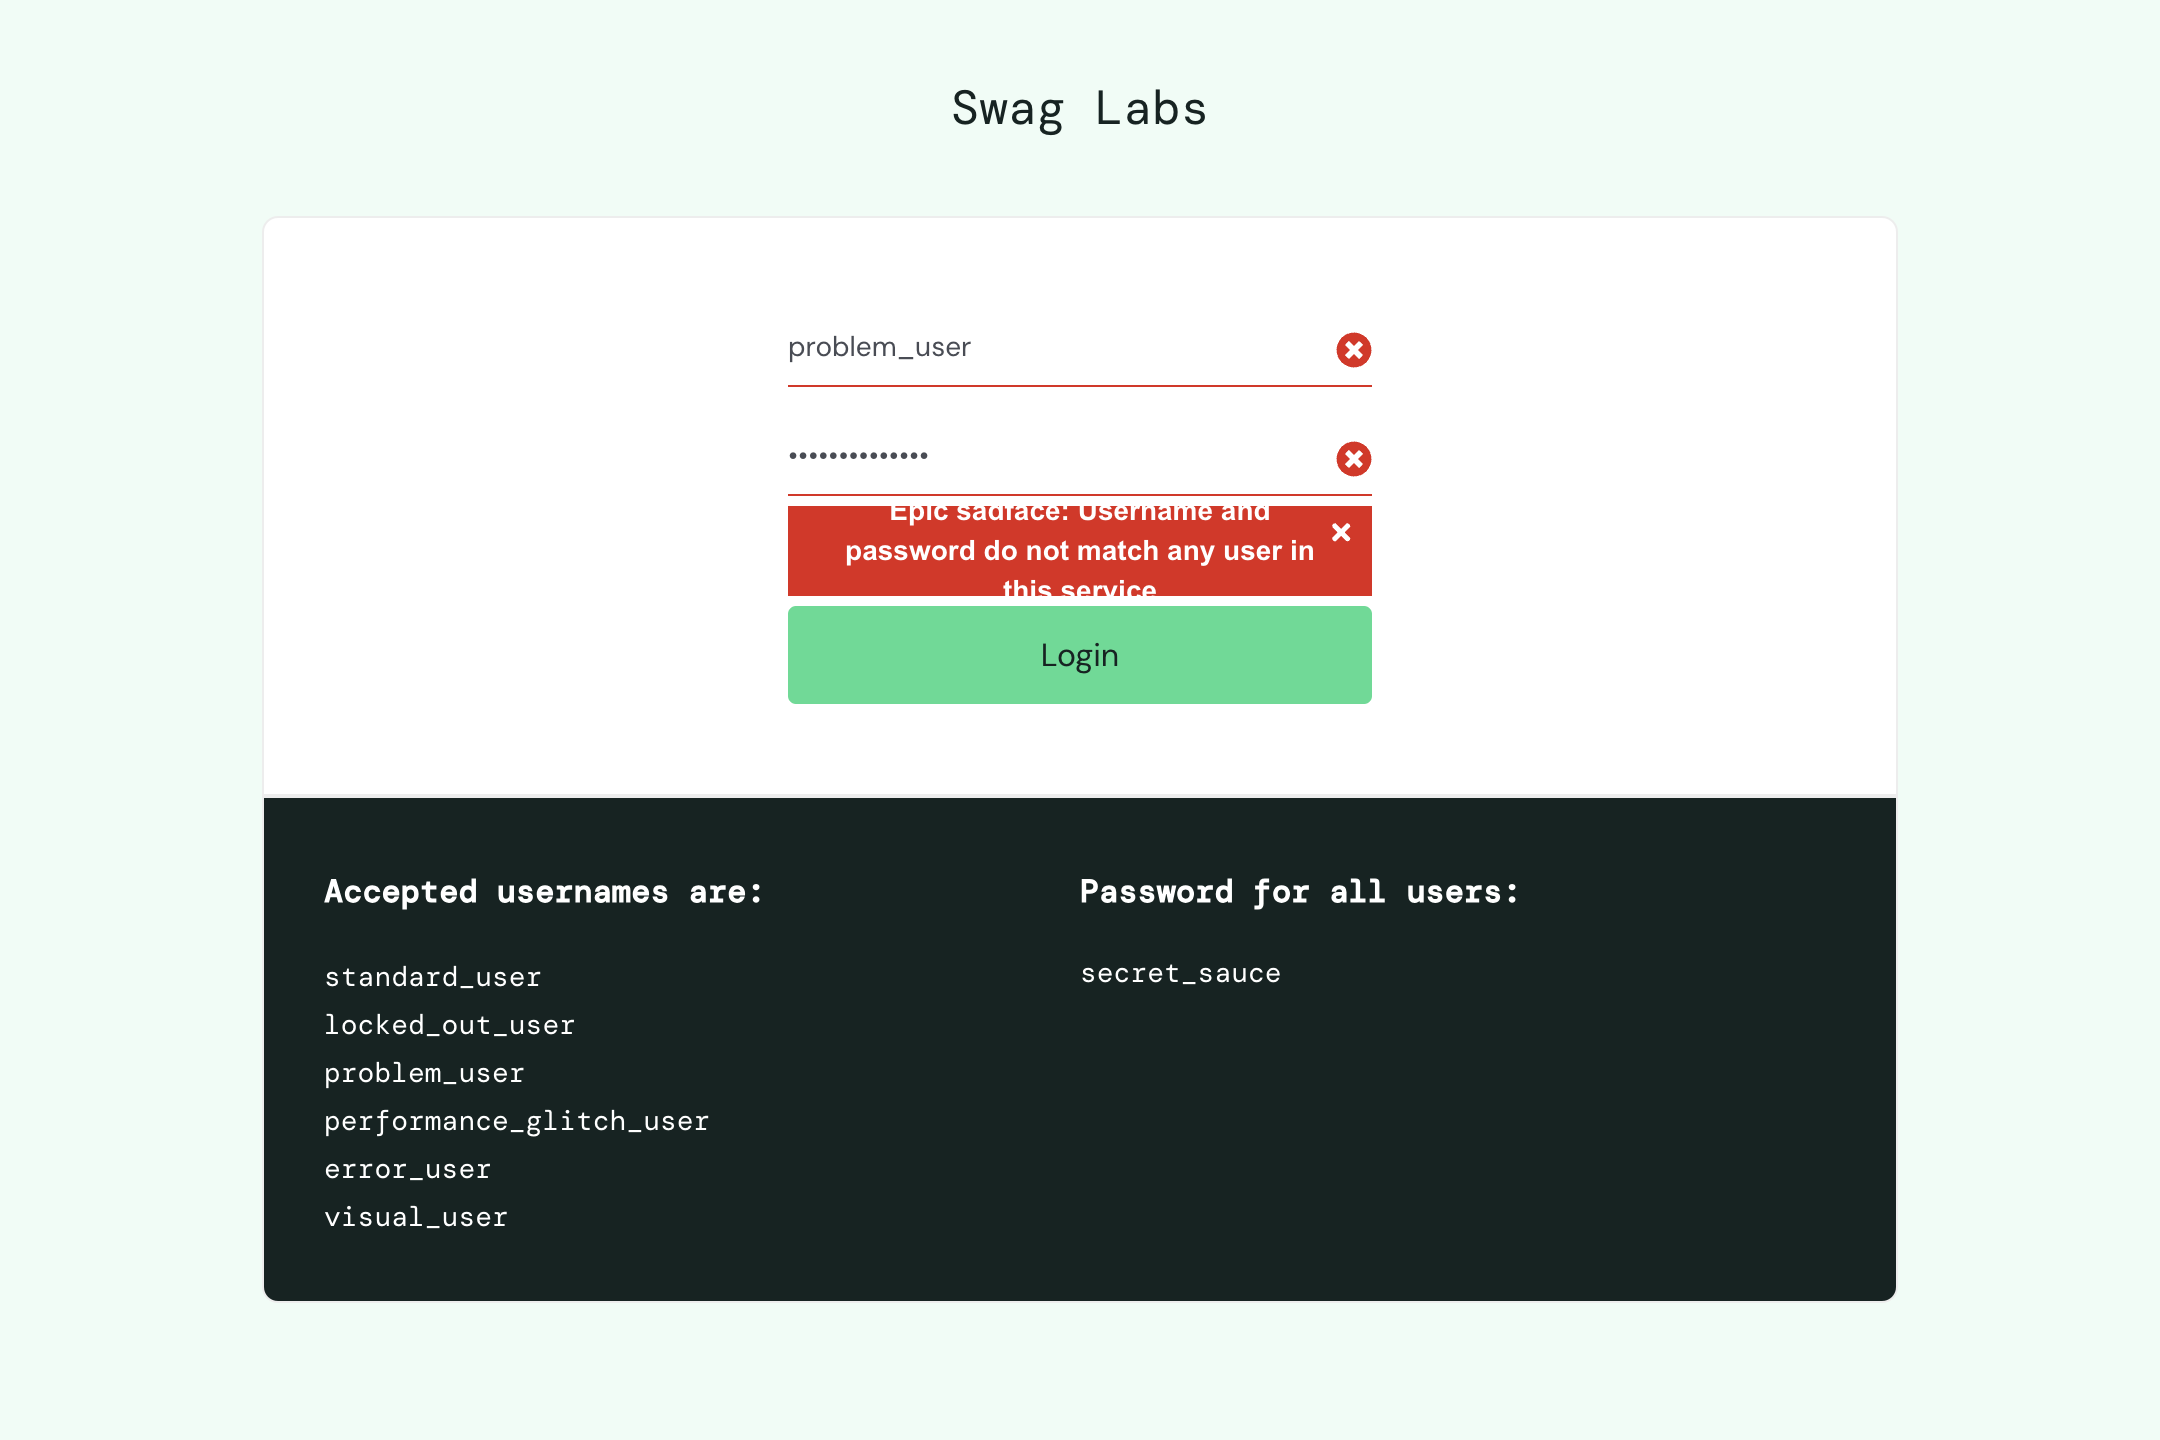 Swag Labs
problem_user
••••••••••••••
Epic sadface: Username and
password do not match any user in
this service
Login
Accepted usernames are:
standard_user
locked_out_user
problem_user
performance_glitch_user
error_user
visual_user
Password for all users:
secret_sauce